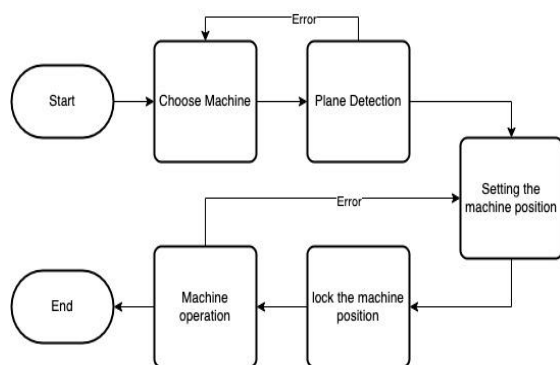 Error
Start
Choose Machine
Plane Detection
Setting the
machine position
Error
End
Machine
operation
lock the machine
position